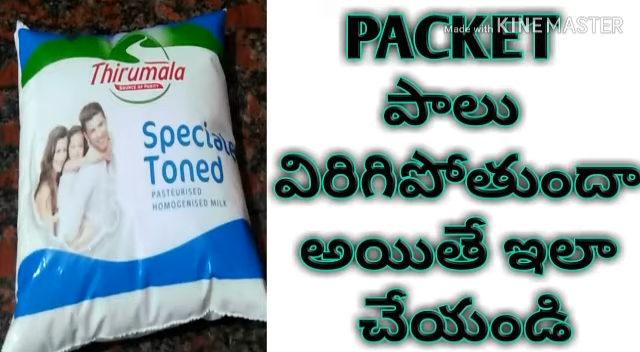 Made with KINEMASTER
PACKET
పాలు
విరిగిపోతుందా
అయితే ఇలా
చేయండి
Thirumala
SOURCE OF PURITY
Special
Toned
PASTEURISED
HOMOGENISED MILK